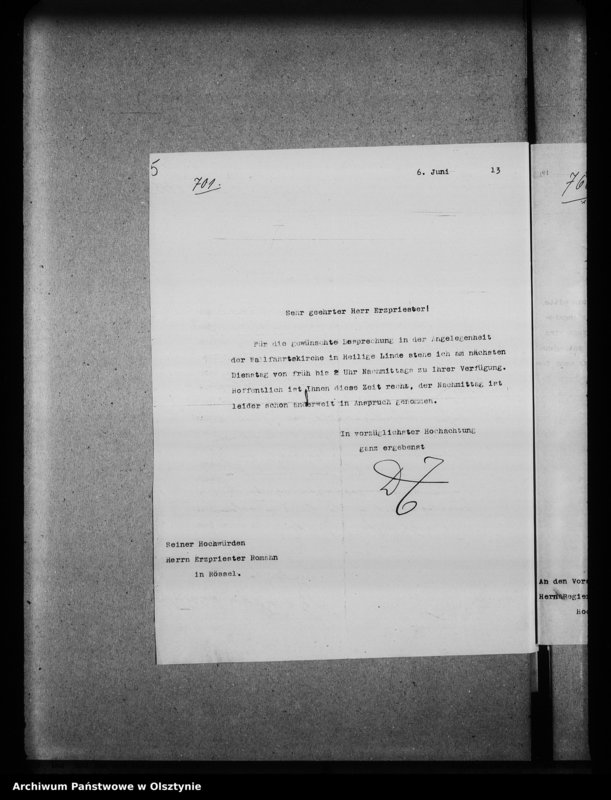 5
701.
6. Juni 13
Sehr geehrter Herr Erzpriester!
Für die gewünschte Besprechung in der Angelegenheit
der Wallfahrtskirche in Heilige Linde stehe ich am nächsten
Dienstag von früh bis 2 Uhr Nachmittags zu ihrer Verfügung.
Hoffentlich ist Ihnen diese Zeit recht, der Nachmittag ist
leider schon anderweit in Anspruch genommen.
In vorzüglichster Hochachtung
ganz ergebenst
Seiner Hochwürden
Herrn Erzpriester Romahn
in Rössel.
76
An den Vors
Herrn Regier
Archiwum Państwowe w Olsztynie